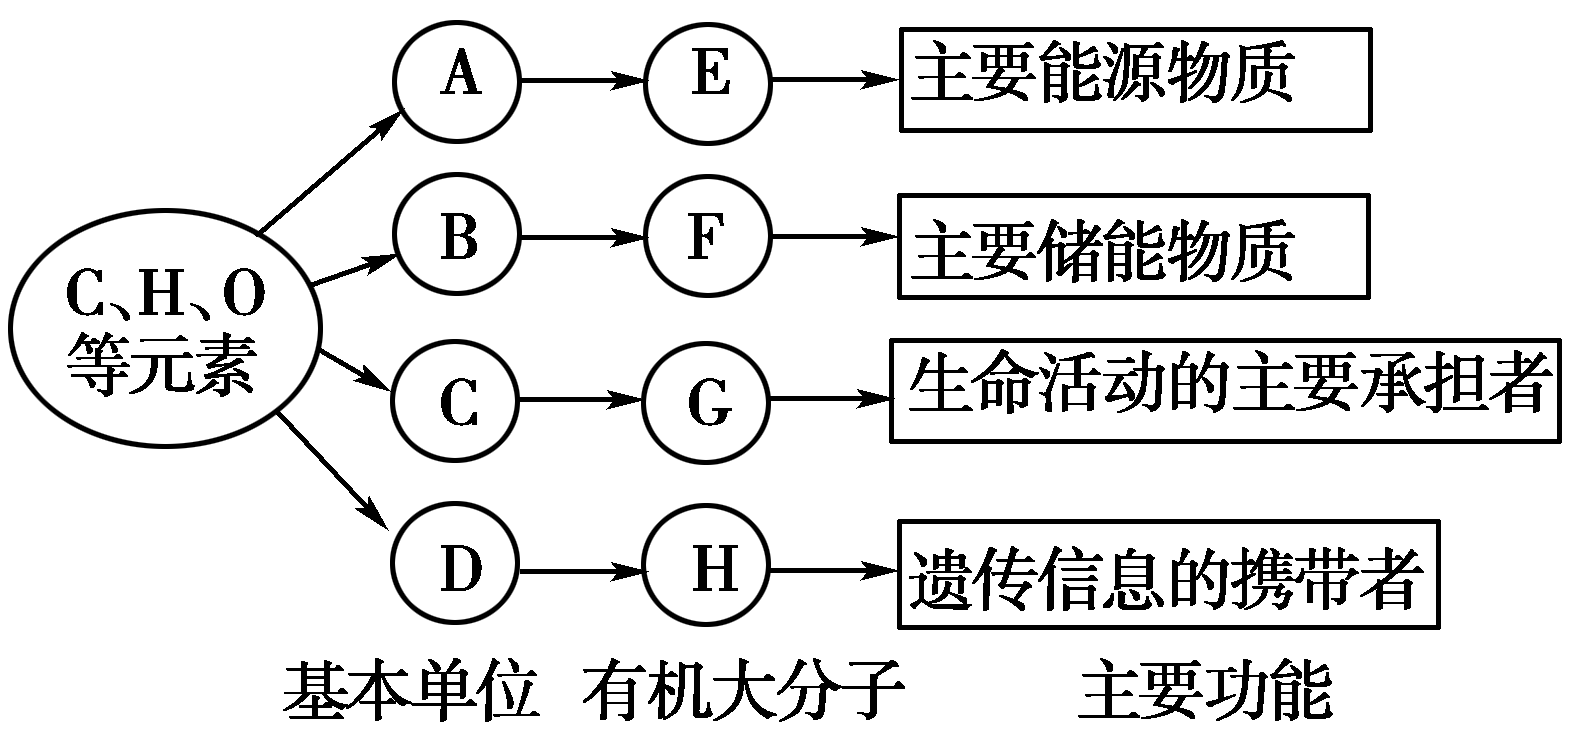 A
E
主要能源物质
B
F
主要储能物质
C、H、O
等元素
C
G
生命活动的主要承担者
D
H
遗传信息的携带者
基本单位 有机大分子 主要功能